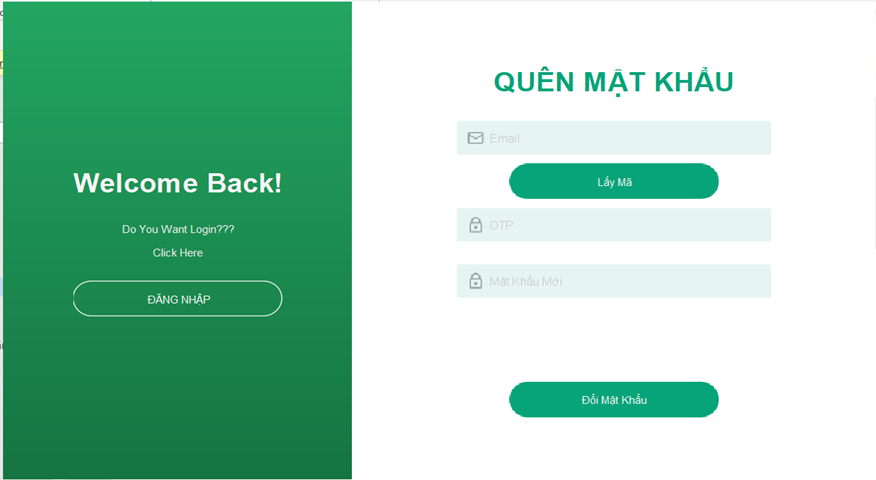 Welcome Back!
Do You Want Login???
Click Here
ĐĂNG NHẬP
QUÊN MẬT KHẨU
Email
Lấy Mã
OTP
Mật Khẩu Mới
Đổi Mật Khẩu